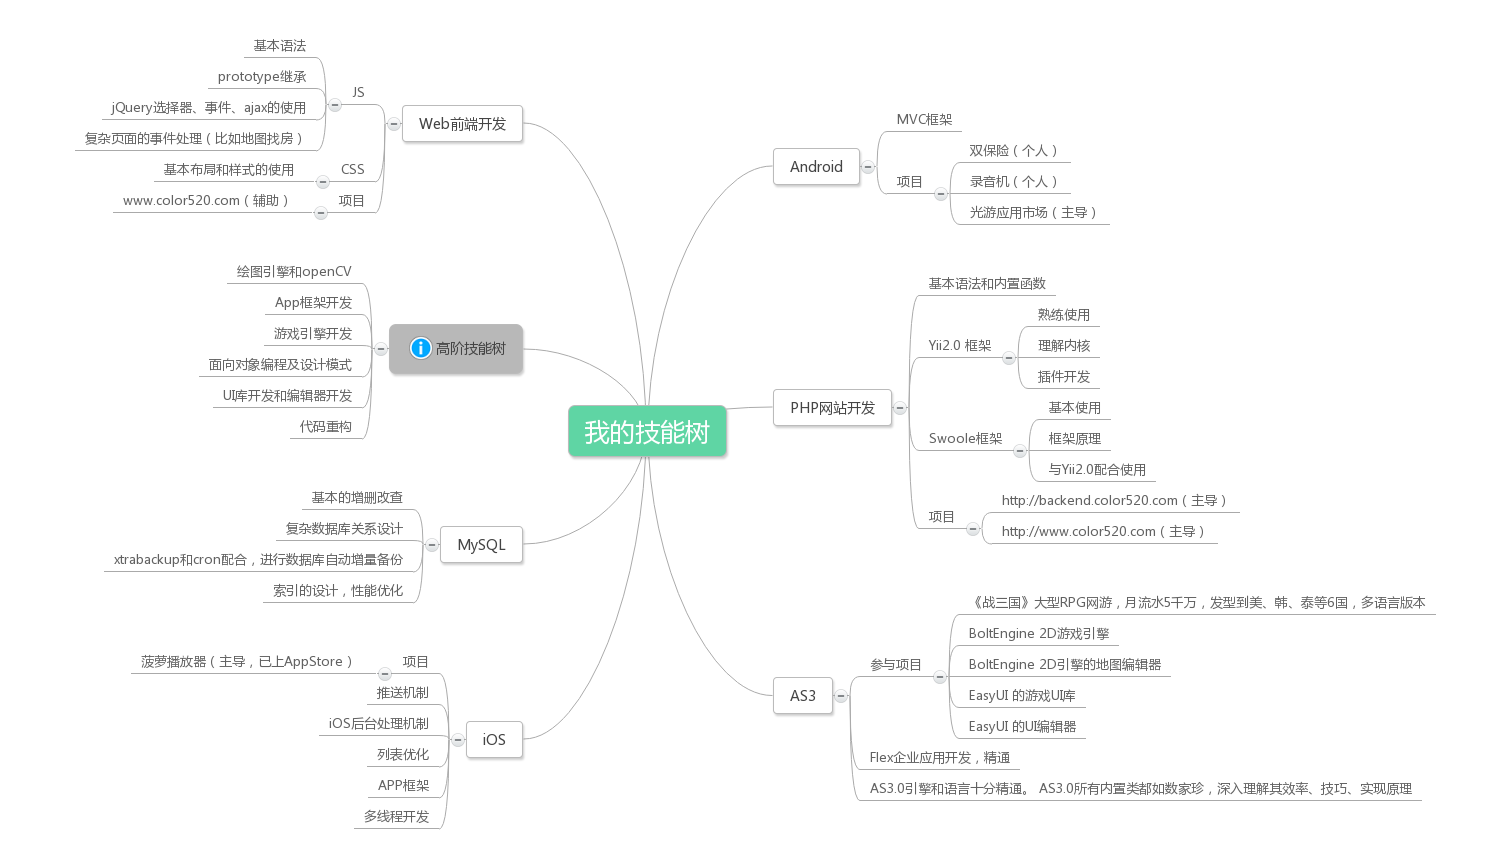 我的技能树
Web前端开发
JS
基本语法
prototype继承
jQuery选择器、事件、ajax的使用
复杂页面的事件处理（比如地图找房）
CSS
基本布局和样式的使用
项目
www.color520.com（辅助）
高阶技能树
绘图引擎和openCV
App框架开发
游戏引擎开发
面向对象编程及设计模式
UI库开发和编辑器开发
代码重构
MySQL
基本的增删改查
复杂数据库关系设计
xtrabackup和cron配合，进行数据库自动增量备份
索引的设计，性能优化
iOS
项目
菠萝播放器（主导，已上AppStore）
推送机制
iOS后台处理机制
列表优化
APP框架
多线程开发
Android
MVC框架
项目
双保险（个人）
录音机（个人）
光游应用市场（主导）
PHP网站开发
基本语法和内置函数
Yii2.0 框架
熟练使用
理解内核
插件开发
Swoole框架
基本使用
框架原理
与Yii2.0配合使用
项目
http://backend.color520.com（主导）
http://www.color520.com（主导）
AS3
参与项目
《战三国》大型RPG网游，月流水5千万，发型到美、韩、泰等6国，多语言版本
BoltEngine 2D游戏引擎
BoltEngine 2D引擎的地图编辑器
EasyUI 的游戏UI库
EasyUI 的UI编辑器
Flex企业应用开发，精通
AS3.0引擎和语言十分精通。 AS3.0所有内置类都如数家珍，深入理解其效率、技巧、实现原理